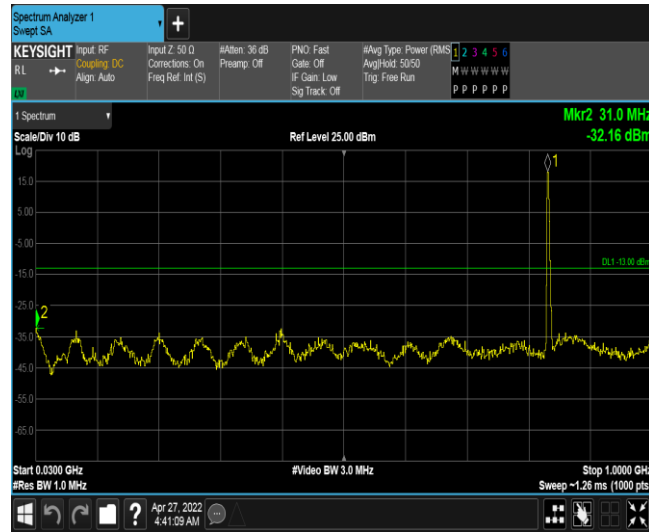 Spectrum Analyzer 1
Swept SA
KEYSIGHT Input: RF Input Z: 50 Ω #Atten: 36 dB PNO: Fast #Avg Type: Power (RMS 1 2 3 4 5 6
RL Coupling: DC Corrections: On Preamp: Off Gate: Off Avg|Hold: 50/50 M W W W W W
Align: Auto Freq Ref: Int (S) IF Gain: Low Trig: Free Run
Sig Track: Off P P P P P P
1 Spectrum Mkr2 31.0 MHz
Scale/Div 10 dB Ref Level 25.00 dBm -32.16 dBm
Log
1
15.0
5.00
-5.00
DL1 -13.00 dBm
-15.0
-25.0
2
-35.0
-45.0
-55.0
-65.0
Start 0.0300 GHz #Video BW 3.0 MHz Stop 1.0000 GHz
#Res BW 1.0 MHz Sweep ~1.26 ms (1000 pts
? Apr 27, 2022
4:41:09 AM